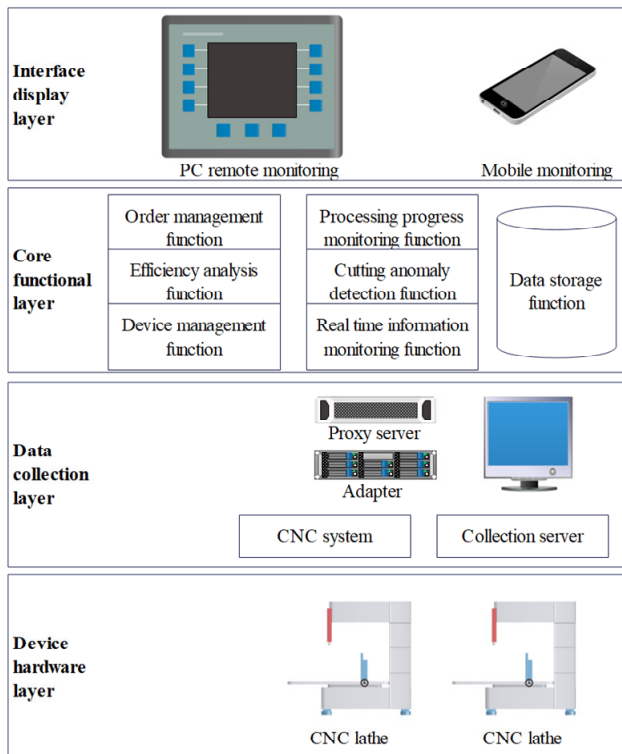 Interface
display
layer
PC remote monitoring
Mobile monitoring
Core
functional
layer
Order management
function
Efficiency analysis
function
Device management
function
Processing progress
monitoring function
Cutting anomaly
detection function
Real time information
monitoring function
Data storage
function
Data
collection
layer
Proxy server
Adapter
CNC system
Collection server
Device
hardware
layer
CNC lathe
CNC lathe